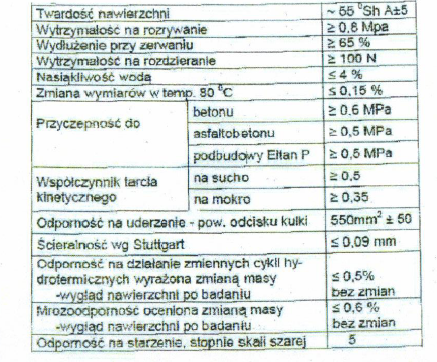 Twardość nawierzchni ~ 55 °Sh A±5
Wytrzymałość na rozrywanie ≥ 0,8 Mpa
Wydłużenie przy zerwaniu ≥ 65 %
Wytrzymałość na rozdzieranie ≥ 100 N
Nasiąkliwość wodą ≤ 4 %
Zmiana wymiarów w temp. 80 °C ≤ 0,15 %
Przyczepność do
betonu ≥ 0,6 MPa
asfaltobetonu ≥ 0,5 MPa
podbudowy Eltan P ≥ 0,5 MPa
Współczynnik tarcia
kinetycznego
na sucho ≥ 0,5
na mokro ≥ 0,35
Odporność na uderzenie - pow. odcisku kulki 550mm² ± 50
Ścieralność wg Stuttgart ≤ 0,09 mm
Odporność na działanie zmiennych cykli hy-
drotermicznych wyrażona zmianą masy ≤ 0,5%
-wygląd nawierzchni po badaniu bez zmian
Mrozoodporność oceniona zmianą masy ≤ 0,6 %
-wygląd nawierzchni po badaniu bez zmian
Odporność na starzenie, stopnie skali szarej 5